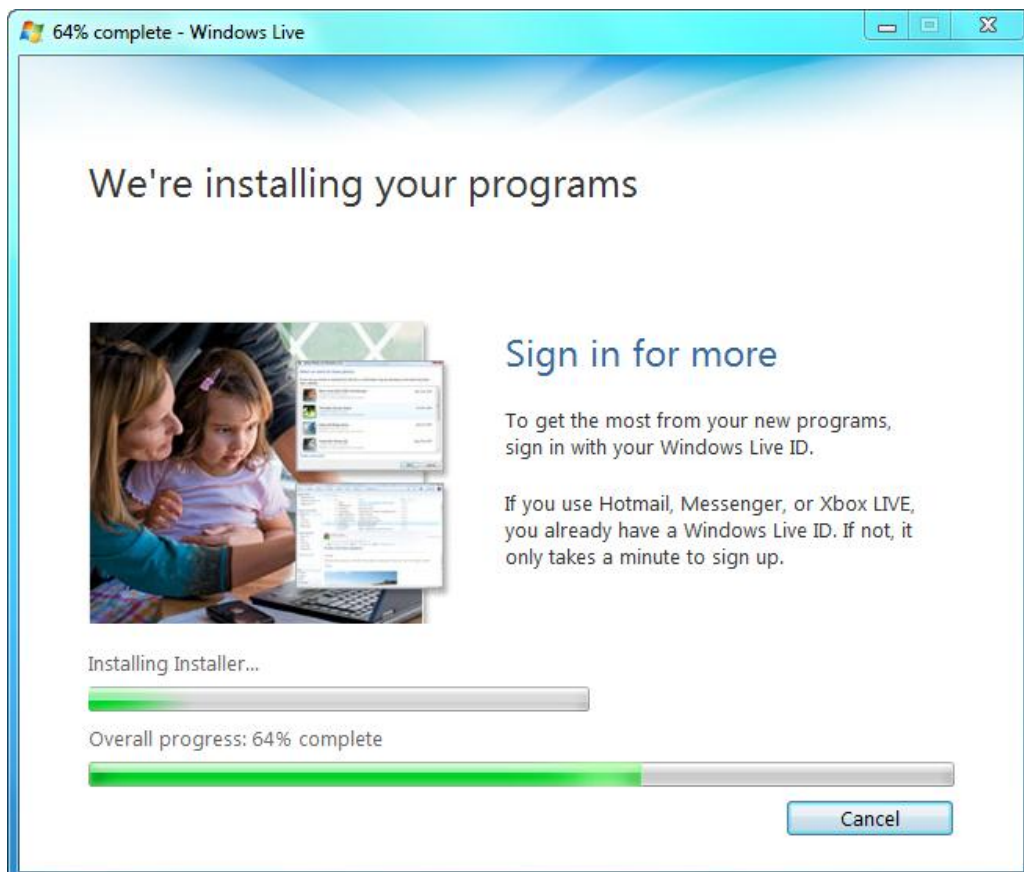 64% complete - Windows Live
We're installing your programs
Sign in for more
To get the most from your new programs,
sign in with your Windows Live ID.
If you use Hotmail, Messenger, or Xbox LIVE,
you already have a Windows Live ID. If not, it
only takes a minute to sign up.
Installing Installer...
Overall progress: 64% complete
Cancel